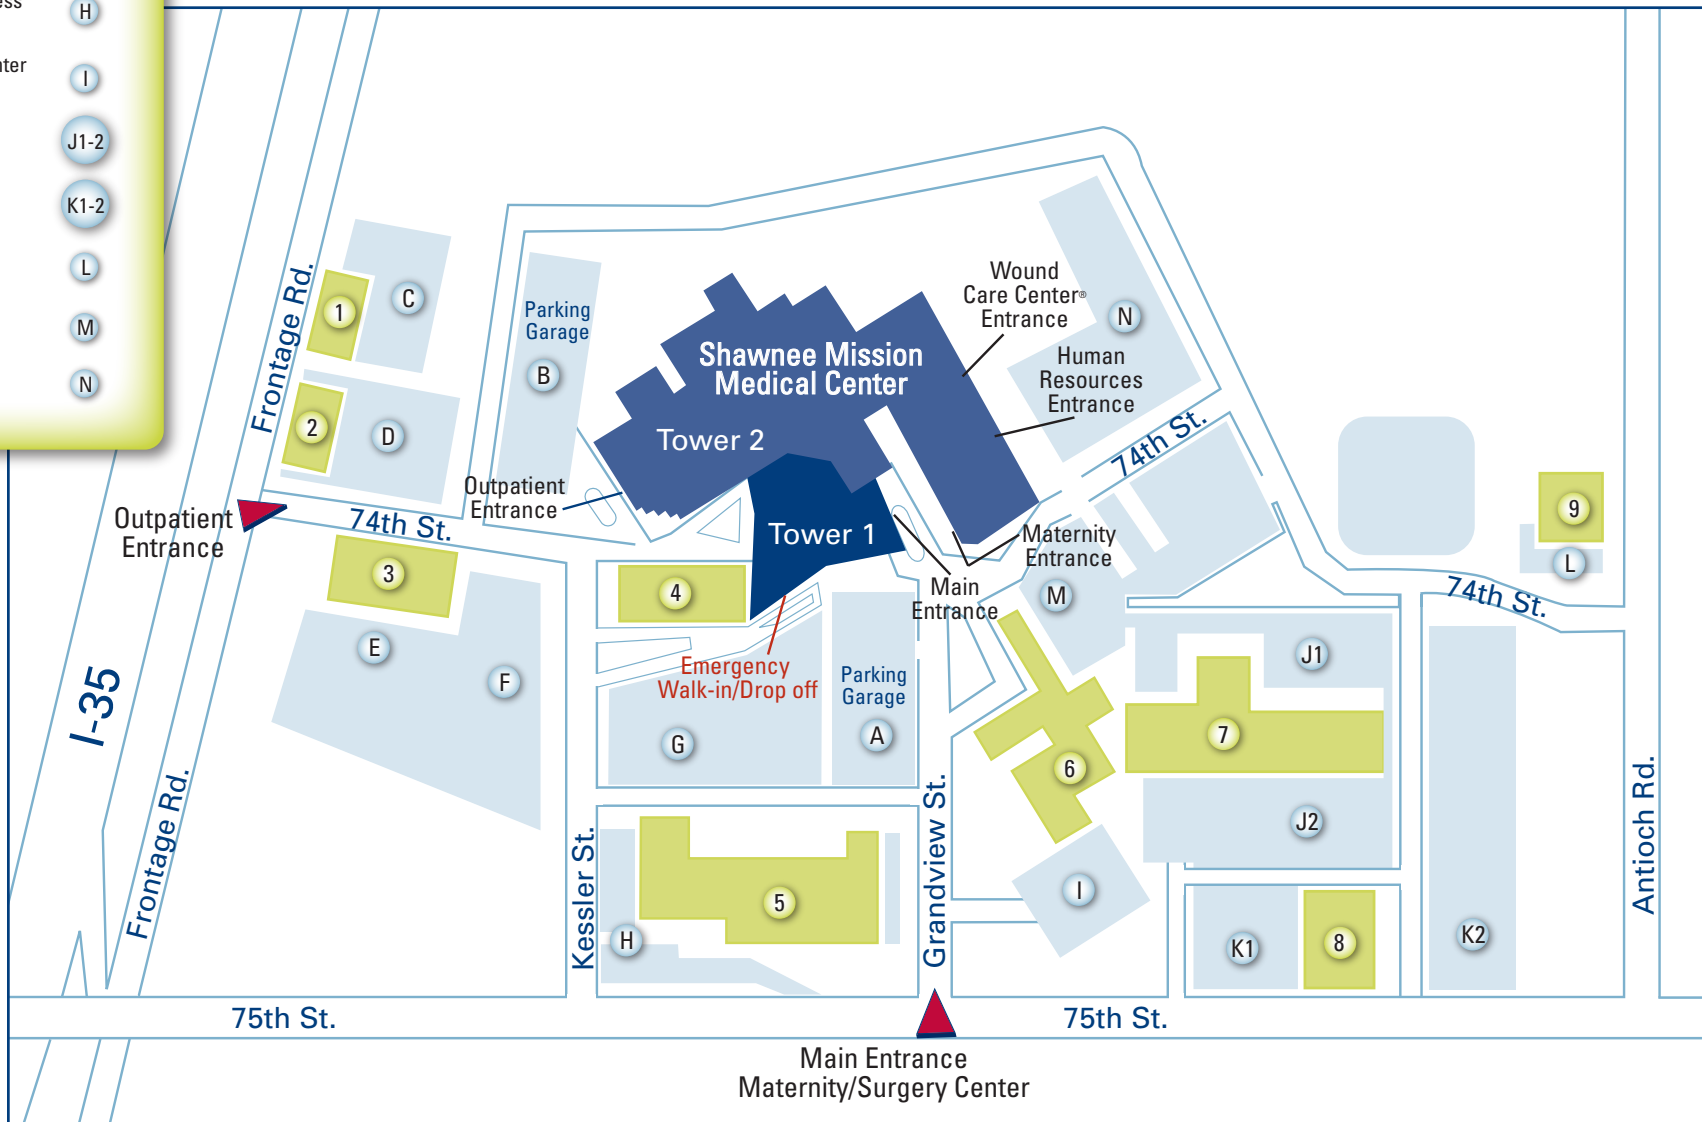 H
I
J1-2
K1-2
L
M
N
Frontage Rd.
1
C
2
D
Parking
Garage
B
Shawnee Mission
Medical Center
Tower 2
Tower 1
Wound
Care Center®
Entrance
Human
Resources
Entrance
N
74th St.
Outpatient
Entrance
Outpatient
Entrance
74th St.
3
4
Maternity
Entrance
Main
Entrance
M
9
L
74th St.
E
F
Emergency
Walk-in/Drop off
Parking
Garage
A
G
J1
7
6
J2
I-35
Frontage Rd.
Kessler St.
5
H
Grandview St.
I
K1
8
K2
Antioch Rd.
75th St.
75th St.
Main Entrance
Maternity/Surgery Center